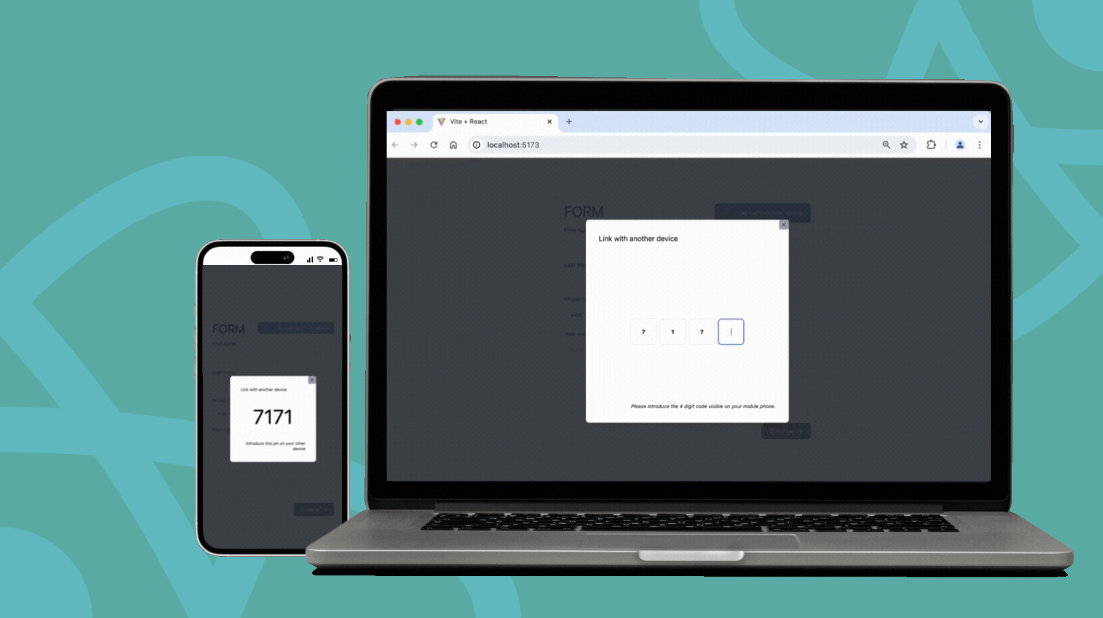 Vite + React
localhost:5173
FORM
Link with another device
7 1 7
Please introduce the 4 digit code visible on your mobile phone.
FORM
Link with another device
7171
Introduce this pin on your other
device